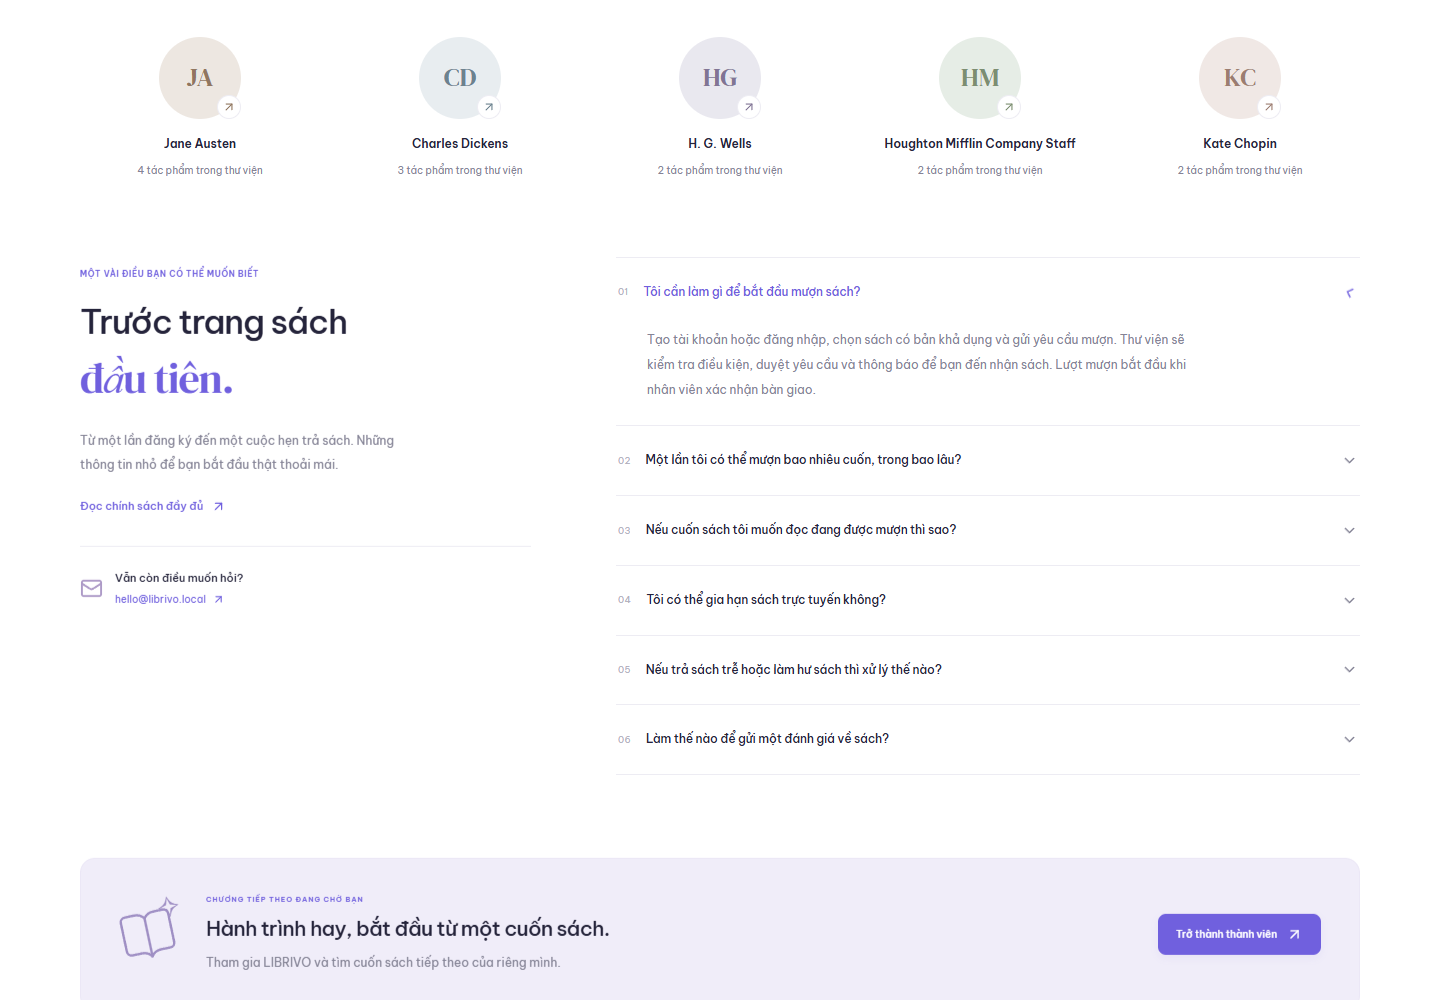 JA
CD
HG
HM
KC
Jane Austen
Charles Dickens
H. G. Wells
Houghton Mifflin Company Staff
Kate Chopin
4 tác phẩm trong thư viện
3 tác phẩm trong thư viện
2 tác phẩm trong thư viện
2 tác phẩm trong thư viện
2 tác phẩm trong thư viện
MỘT VÀI ĐIỀU BẠN CÓ THỂ MUỐN BIẾT
Trước trang sách
đầu tiên.
Từ một lần đăng ký đến một cuộc hẹn trả sách. Những
thông tin nhỏ để bạn bắt đầu thật thoải mái.
Đọc chính sách đầy đủ
Vẫn còn điều muốn hỏi?
hello@librivo.local
01 Tôi cần làm gì để bắt đầu mượn sách?
Tạo tài khoản hoặc đăng nhập, chọn sách có bản khả dụng và gửi yêu cầu mượn. Thư viện sẽ
kiểm tra điều kiện, duyệt yêu cầu và thông báo để bạn đến nhận sách. Lượt mượn bắt đầu khi
nhân viên xác nhận bàn giao.
02 Một lần tôi có thể mượn bao nhiêu cuốn, trong bao lâu?
03 Nếu cuốn sách tôi muốn đọc đang được mượn thì sao?
04 Tôi có thể gia hạn sách trực tuyến không?
05 Nếu trả sách trễ hoặc làm hư sách thì xử lý thế nào?
06 Làm thế nào để gửi một đánh giá về sách?
CHƯƠNG TIẾP THEO ĐANG CHỜ BẠN
Hành trình hay, bắt đầu từ một cuốn sách.
Tham gia LIBRIVO và tìm cuốn sách tiếp theo của riêng mình.
Trở thành thành viên